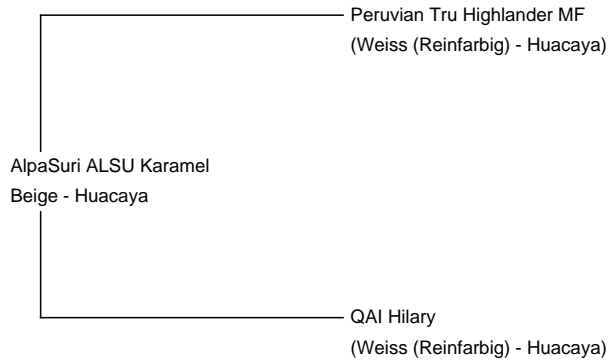 Peruvian Tru Highlander MF
(Weiss (Reinfarbig) - Huacaya)
AlpaSuri ALSU Karamel
Beige - Huacaya
QAI Hilary
(Weiss (Reinfarbig) - Huacaya)